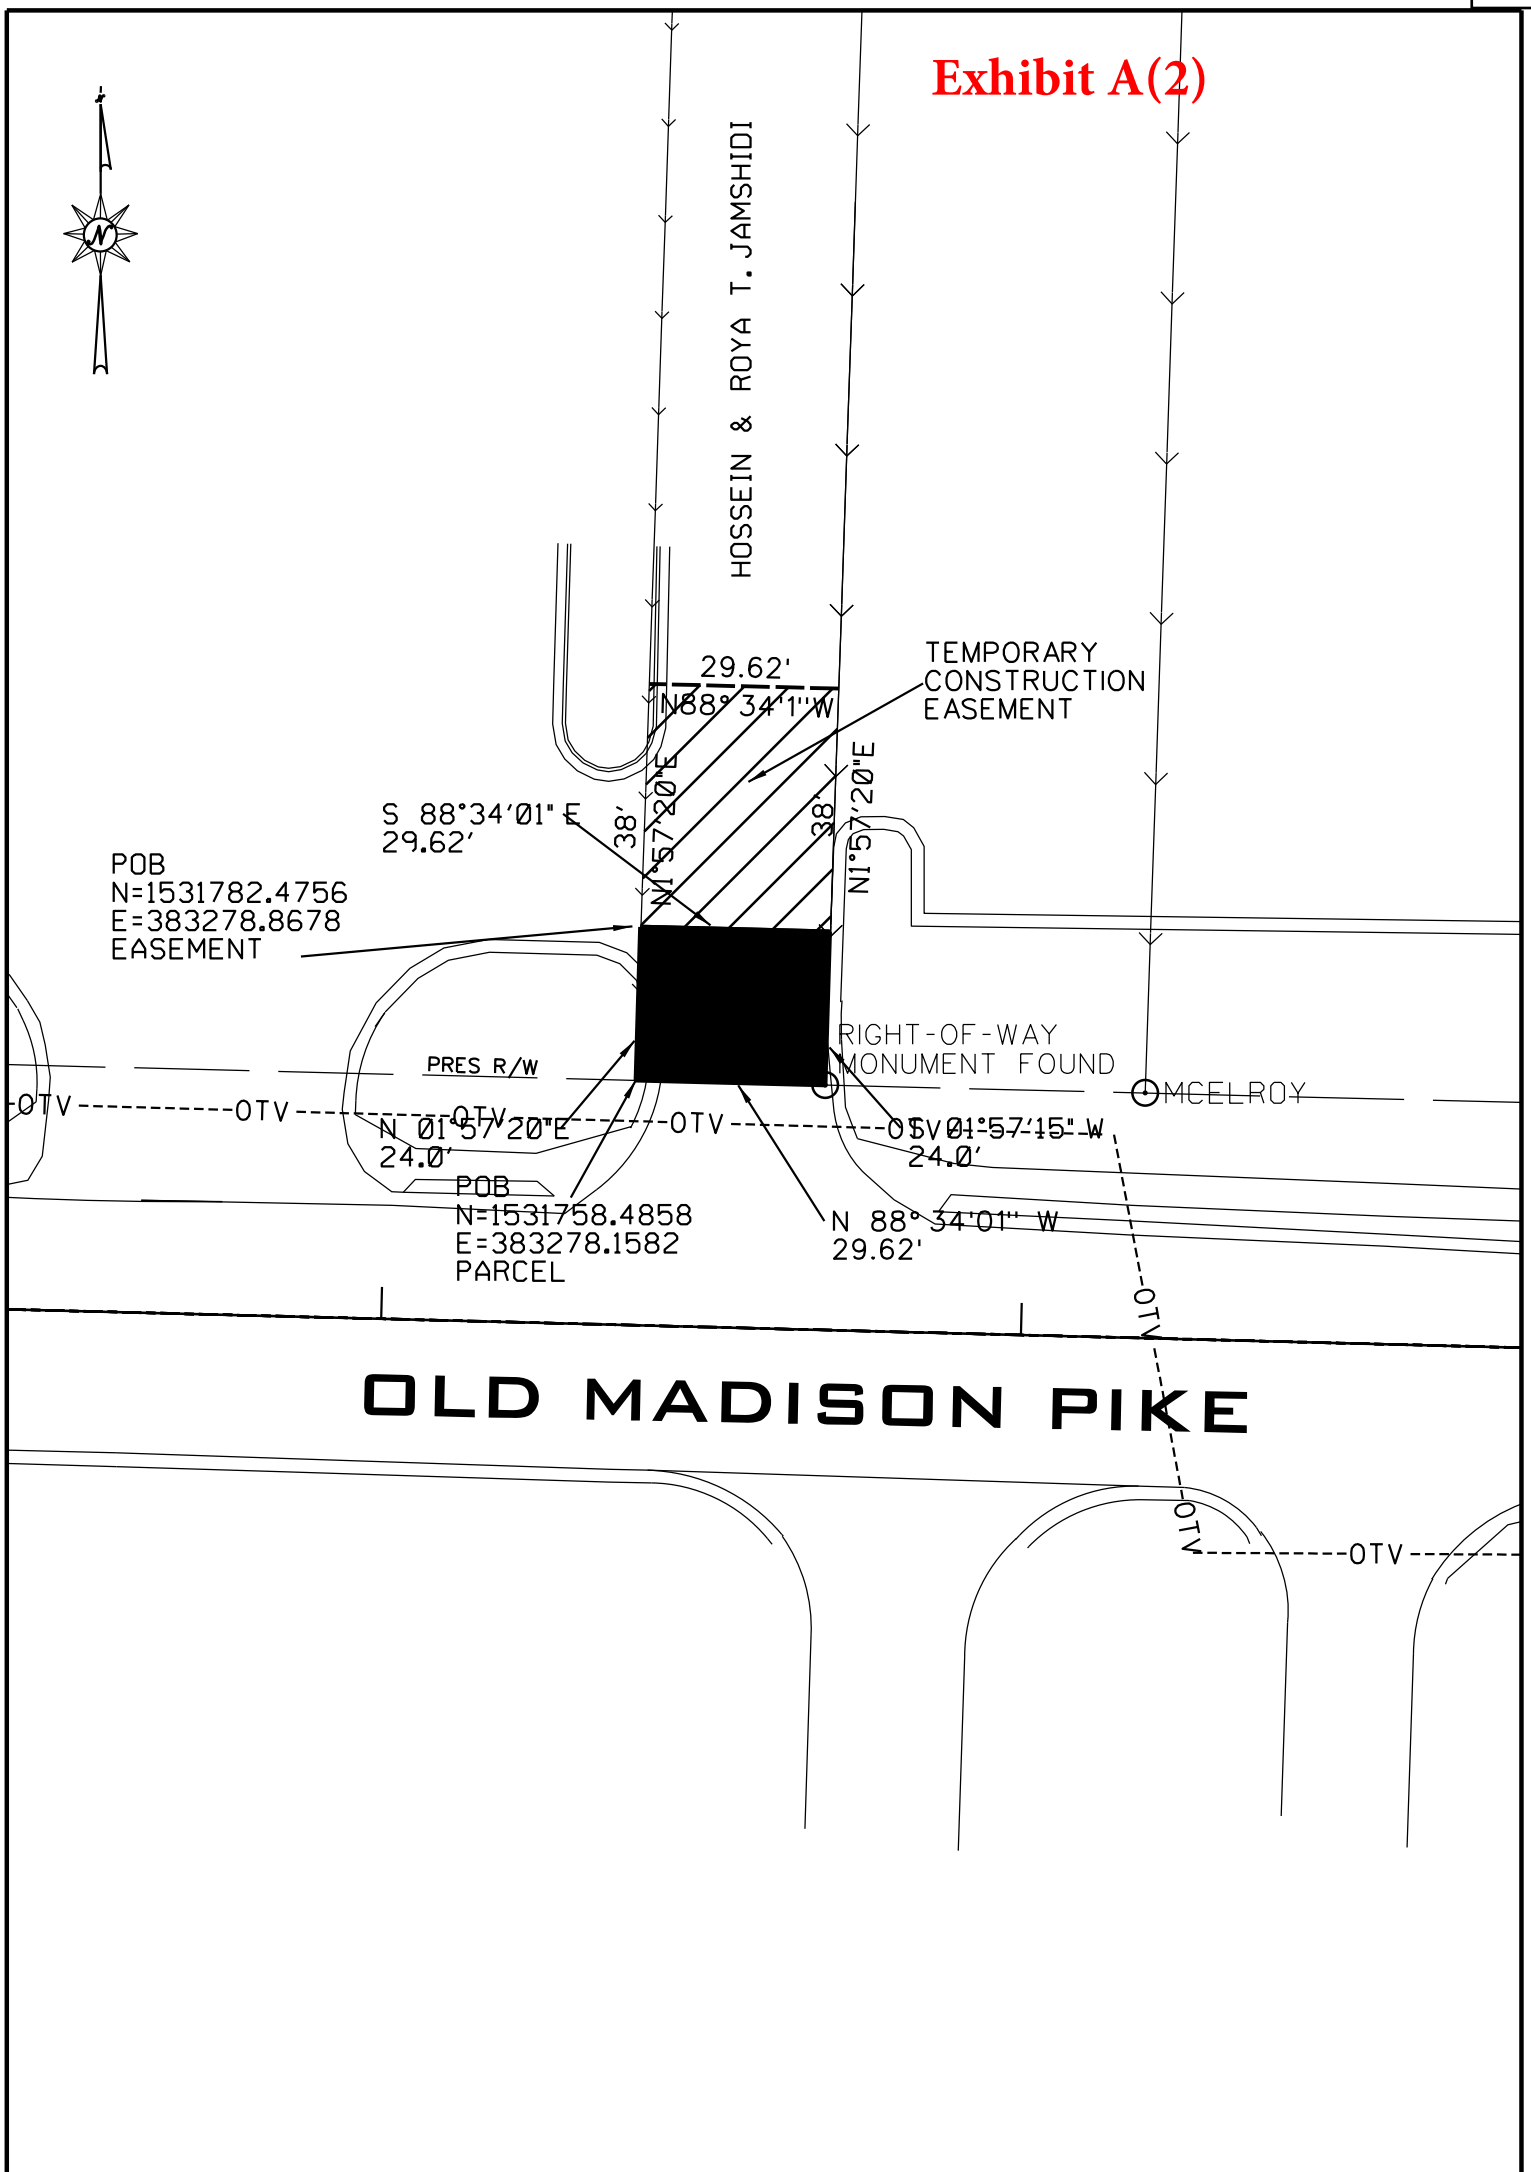 Exhibit A(2)
N
HOSSEIN & ROYA T. JAMSHIDI
29.62'
N88° 34'1"W
TEMPORARY
CONSTRUCTION
EASEMENT
38'
N1°57'20"E
38'
N1°57'20"E
S 88°34'01" E
29.62'
POB
N=1531782.4756
E=383278.8678
EASEMENT
RIGHT-OF-WAY
MONUMENT FOUND
PRES R/W
MCELROY
OTV
OTV
OTV
OTV
OTV
N 01°57'20"E
24.0'
S 01°57'15" W
24.0'
POB
N=1531758.4858
E=383278.1582
PARCEL
N 88° 34'01" W
29.62'
OTV
OLD MADISON PIKE
OTV
OTV